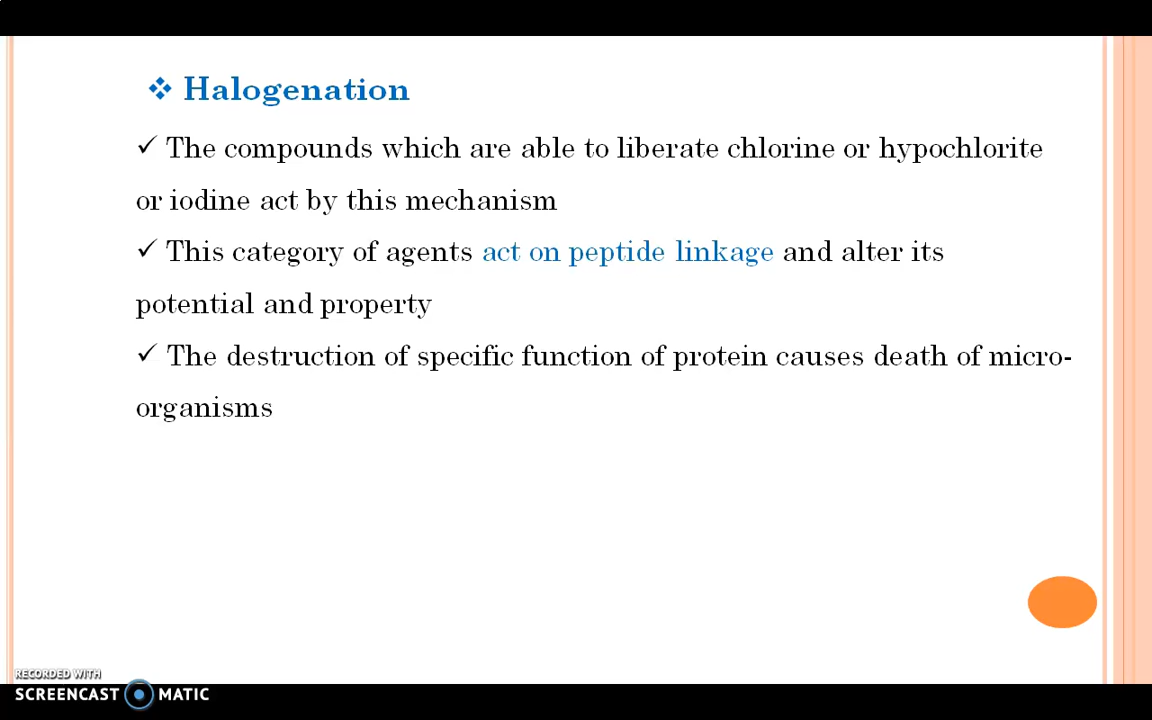 ❖ Halogenation
✓ The compounds which are able to liberate chlorine or hypochlorite
or iodine act by this mechanism
✓ This category of agents act on peptide linkage and alter its
potential and property
✓ The destruction of specific function of protein causes death of micro-
organisms
RECORDED WITH
SCREENCAST MATIC